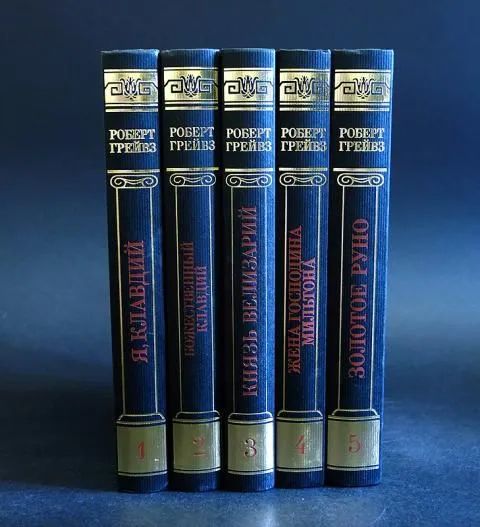 РОБЕРТ
ГРЕЙВЗ
Я, КЛАВДИЙ
1
РОБЕРТ
ГРЕЙВЗ
БОЖЕСТВЕННЫЙ
КЛАВДИЙ
2
РОБЕРТ
ГРЕЙВЗ
КНЯЗЬ ВЕЛИЗАРИЙ
3
РОБЕРТ
ГРЕЙВЗ
ЖЕНА ГОСПОДИНА
МИЛЬТОНА
4
РОБЕРТ
ГРЕЙВЗ
ЗОЛОТОЕ РУНО
5